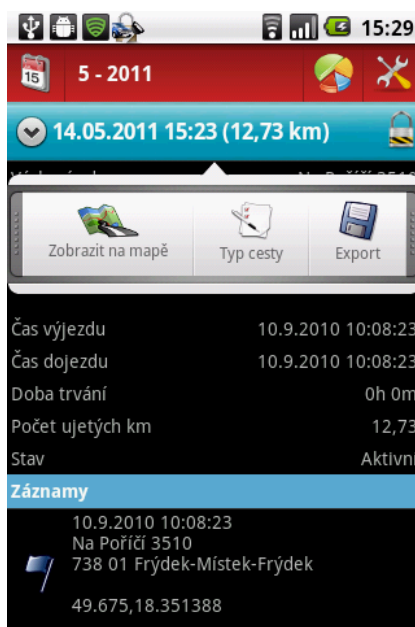 15:29
15
5 - 2011
14.05.2011 15:23 (12,73 km)
Zobrazit na mapě
Typ cesty
Export
Čas výjezdu 10.9.2010 10:08:23
Čas dojezdu 10.9.2010 10:08:23
Doba trvání 0h 0m
Počet ujetých km 12,73
Stav Aktivní
Záznamy
10.9.2010 10:08:23
Na Poříčí 3510
738 01 Frýdek-Místek-Frýdek
49.675,18.351388